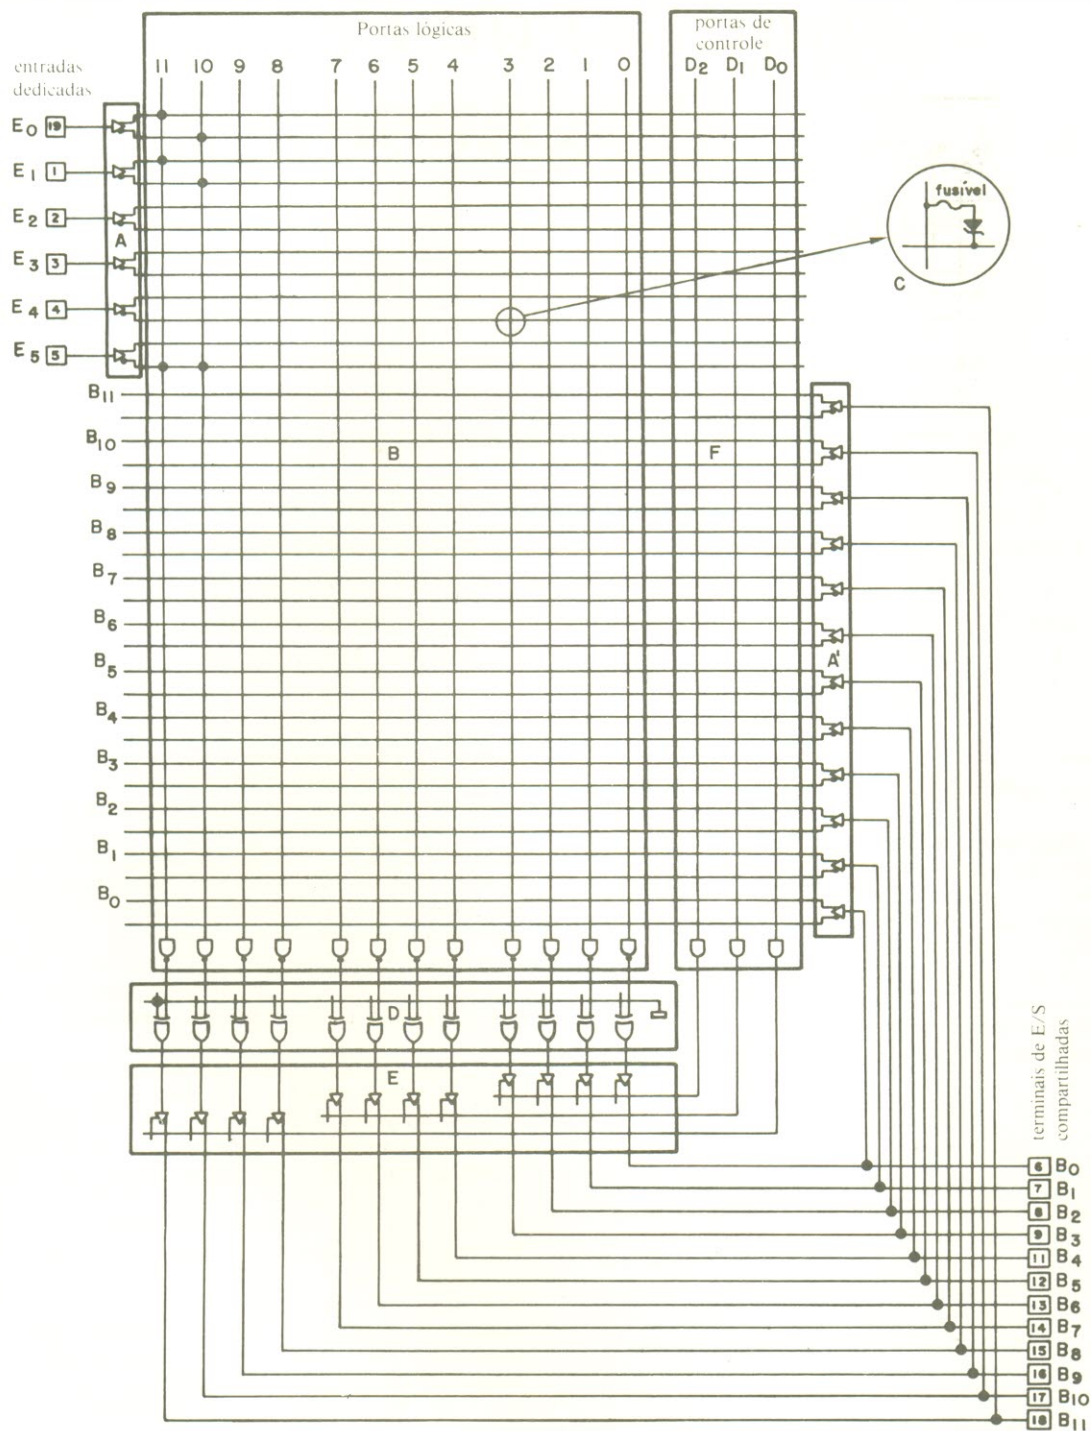 Portas lógicas
portas de
controle
entradas
dedicadas
11 10 9 8 7 6 5 4 3 2 1 0
D2 D1 D0
E0 19
E1 1
E2 2
A
E3 3
E4 4
E5 5
fusível
C
B11
B10
B
F
B9
B8
B7
B6
A'
B5
B4
B3
B2
B1
B0
D
E
terminais de E/S
compartilhadas
6 B0
7 B1
8 B2
9 B3
11 B4
12 B5
13 B6
14 B7
15 B8
16 B9
17 B10
18 B11